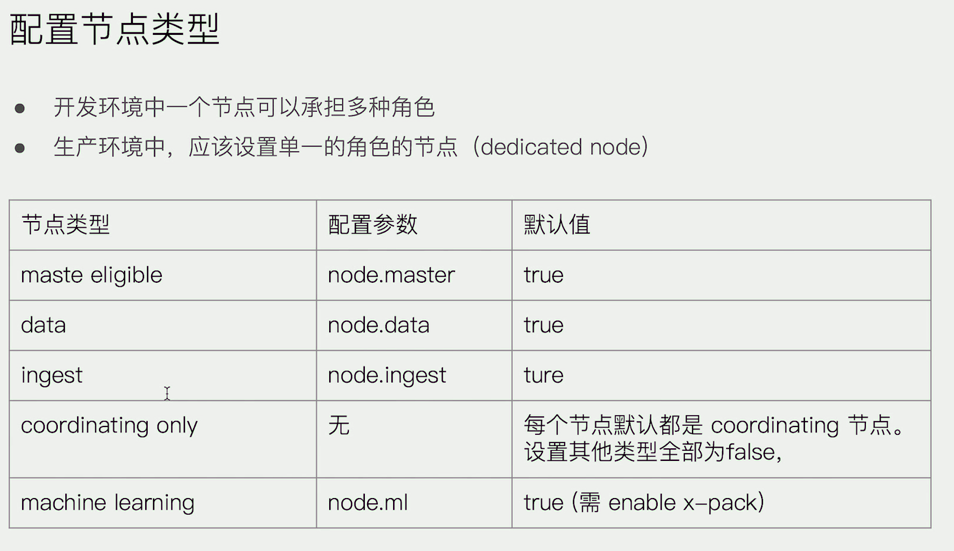 配置节点类型
● 开发环境中一个节点可以承担多种角色
● 生产环境中，应该设置单一的角色的节点（dedicated node）
节点类型 配置参数 默认值
maste eligible node.master true
data node.data true
ingest node.ingest ture
coordinating only 无 每个节点默认都是 coordinating 节点。
设置其他类型全部为false，
machine learning node.ml true (需 enable x-pack)